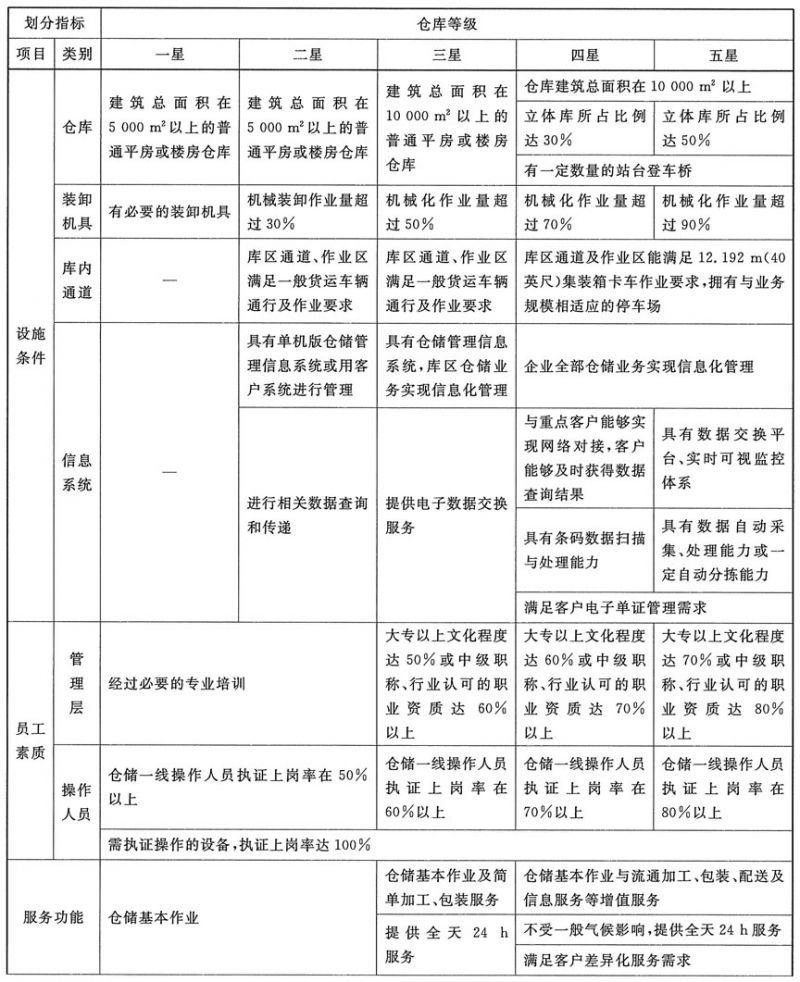 划分指标 仓库等级
项目 类别 一星 二星 三星 四星 五星
设施
条件
仓库
建筑总面积在
5 000 m²以上的普
通平房或楼房仓库
建筑总面积在
5 000 m²以上的普
通平房或楼房仓库
建筑总面积在
10 000 m²以上的
普通平房或楼房
仓库
仓库建筑总面积在 10 000 m²以上
立体库所占比例
达 30%
立体库所占比例
达 50%
有一定数量的站台登车桥
装卸
机具
有必要的装卸机具
机械装卸作业量超
过 30%
机械化作业量超
过 50%
机械化作业量超
过 70%
机械化作业量超
过 90%
库内
通道
—
库区通道、作业区
满足一般货运车辆
通行及作业要求
库区通道、作业区
满足一般货运车辆
通行及作业要求
库区通道及作业区能满足 12.192 m(40
英尺)集装箱卡车作业要求,拥有与业务
规模相适应的停车场
信息
系统
—
具有单机版仓储管
理信息系统或用客
户系统进行管理
具有仓储管理信息
系统,库区仓储业
务实现信息化管理
企业全部仓储业务实现信息化管理
进行相关数据查询
和传递
提供电子数据交换
服务
与重点客户能够实
现网络对接,客户
能够及时获得数据
查询结果
具有数据交换平
台、实时可视监控
体系
具有条码数据扫描
与处理能力
具有数据自动采
集、处理能力或一
定自动分拣能力
满足客户电子单证管理需求
员工
素质
管
理
层
经过必要的专业培训
大专以上文化程度
达 50%或中级职
称、行业认可的职
业资质达 60%
以上
大专以上文化程度
达 60%或中级职
称、行业认可的职
业资质达 70%
以上
大专以上文化程度
达 70%或中级职
称、行业认可的职
业资质达 80%
以上
操作
人员
仓储一线操作人员执证上岗率在 50%
以上
仓储一线操作人员
执证上岗率在
60%以上
仓储一线操作人员
执证上岗率在
70%以上
仓储一线操作人员
执证上岗率在
80%以上
需执证操作的设备,执证上岗率达 100%
服务功能
仓储基本作业
仓储基本作业及简
单加工、包装服务
仓储基本作业与流通加工、包装、配送及
信息服务等增值服务
提供全天 24 h
服务
不受一般气候影响,提供全天 24 h 服务
满足客户差异化服务需求